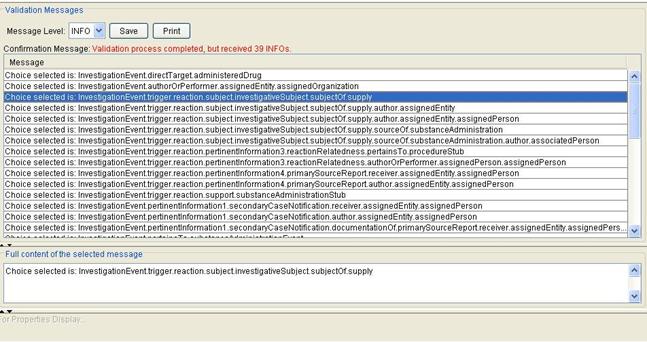 Validation Messages
Message Level: INFO Save Print
Confirmation Message: Validation process completed, but received 39 INFOs.
Message
Choice selected is: InvestigationEvent.directTarget.administeredDrug
Choice selected is: InvestigationEvent.authorOrPerformer.assignedEntity.assignedOrganization
Choice selected is: InvestigationEvent.trigger.reaction.subject.investigativeSubject.subjectOf.supply
Choice selected is: InvestigationEvent.trigger.reaction.subject.investigativeSubject.subjectOf.supply.author.assignedEntity
Choice selected is: InvestigationEvent.trigger.reaction.subject.investigativeSubject.subjectOf.supply.author.assignedEntity.assignedPerson
Choice selected is: InvestigationEvent.trigger.reaction.subject.investigativeSubject.subjectOf.supply.sourceOf.substanceAdministration
Choice selected is: InvestigationEvent.trigger.reaction.subject.investigativeSubject.subjectOf.supply.sourceOf.substanceAdministration.author.associatedPerson
Choice selected is: InvestigationEvent.trigger.reaction.pertinentInformation3.reactionRelatedness.pertainsTo.procedureStub
Choice selected is: InvestigationEvent.trigger.reaction.pertinentInformation3.reactionRelatedness.authorOrPerformer.assignedPerson.assignedPerson
Choice selected is: InvestigationEvent.trigger.reaction.pertinentInformation4.primarySourceReport.receiver.assignedEntity.assignedPerson
Choice selected is: InvestigationEvent.trigger.reaction.pertinentInformation4.primarySourceReport.author.assignedEntity.assignedPerson
Choice selected is: InvestigationEvent.trigger.reaction.support.substanceAdministrationStub
Choice selected is: InvestigationEvent.pertinentInformation1.secondaryCaseNotification.receiver.assignedEntity.assignedPerson
Choice selected is: InvestigationEvent.pertinentInformation1.secondaryCaseNotification.author.assignedEntity.assignedPerson
Choice selected is: InvestigationEvent.pertinentInformation1.secondaryCaseNotification.documentationOf.primarySourceReport.receiver.assignedEntity.assignedPers...
Choice selected is: InvestigationEvent.pertainsTo.substanceAdministrationEvent
Full content of the selected message
Choice selected is: InvestigationEvent.trigger.reaction.subject.investigativeSubject.subjectOf.supply
For Properties Display...